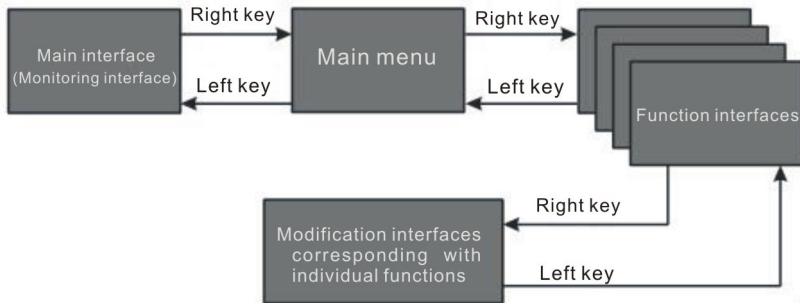 Right key
Right key
Main interface
(Monitoring interface)
Main menu
Left key
Left key
Function interfaces
Right key
Modification interfaces
corresponding with
individual functions
Left key